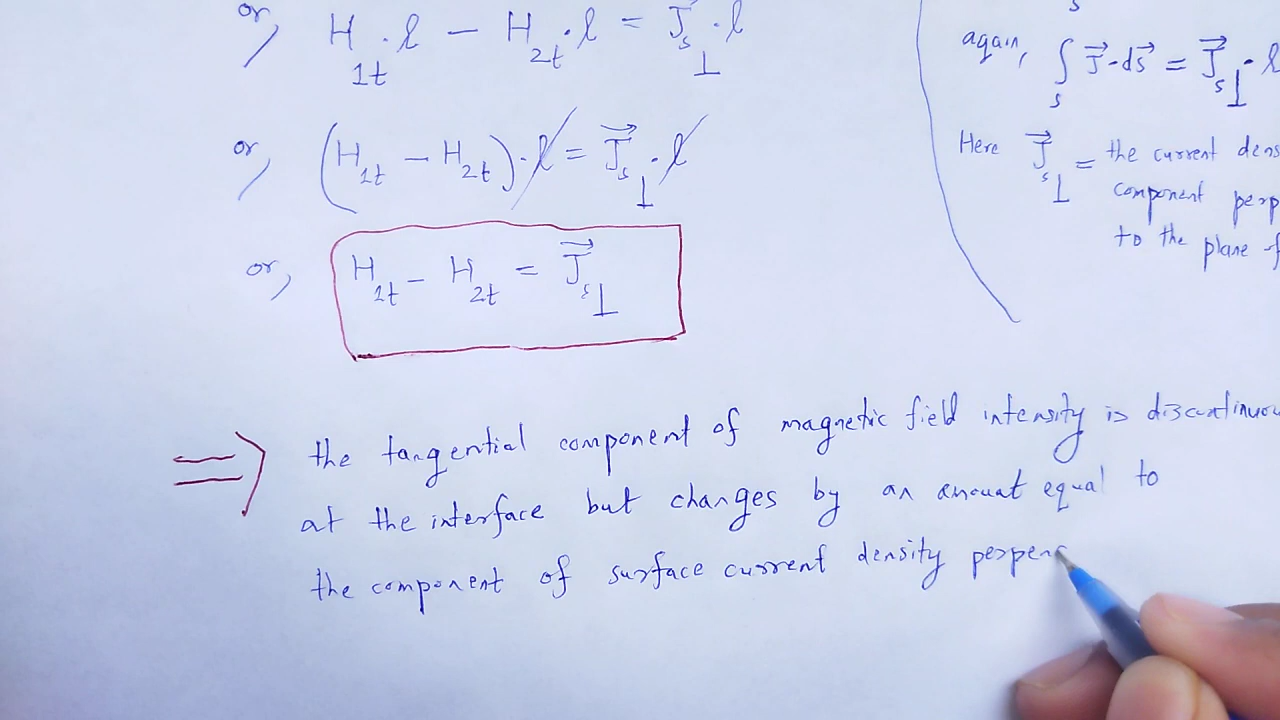 or, H₁t · l − H₂t · l = J⃗s⊥ · l
or, (H₁t − H₂t) · l = J⃗s⊥ · l
or, H₁t − H₂t = J⃗s⊥
⇒ the tangential component of magnetic field intensity is discontinuou
at the interface but changes by an amount equal to
the component of surface current density perpen
s
again, ∫s J⃗ · ds⃗ = J⃗s⊥ · l
Here J⃗s⊥ = the current dens
component perp
to the plane of